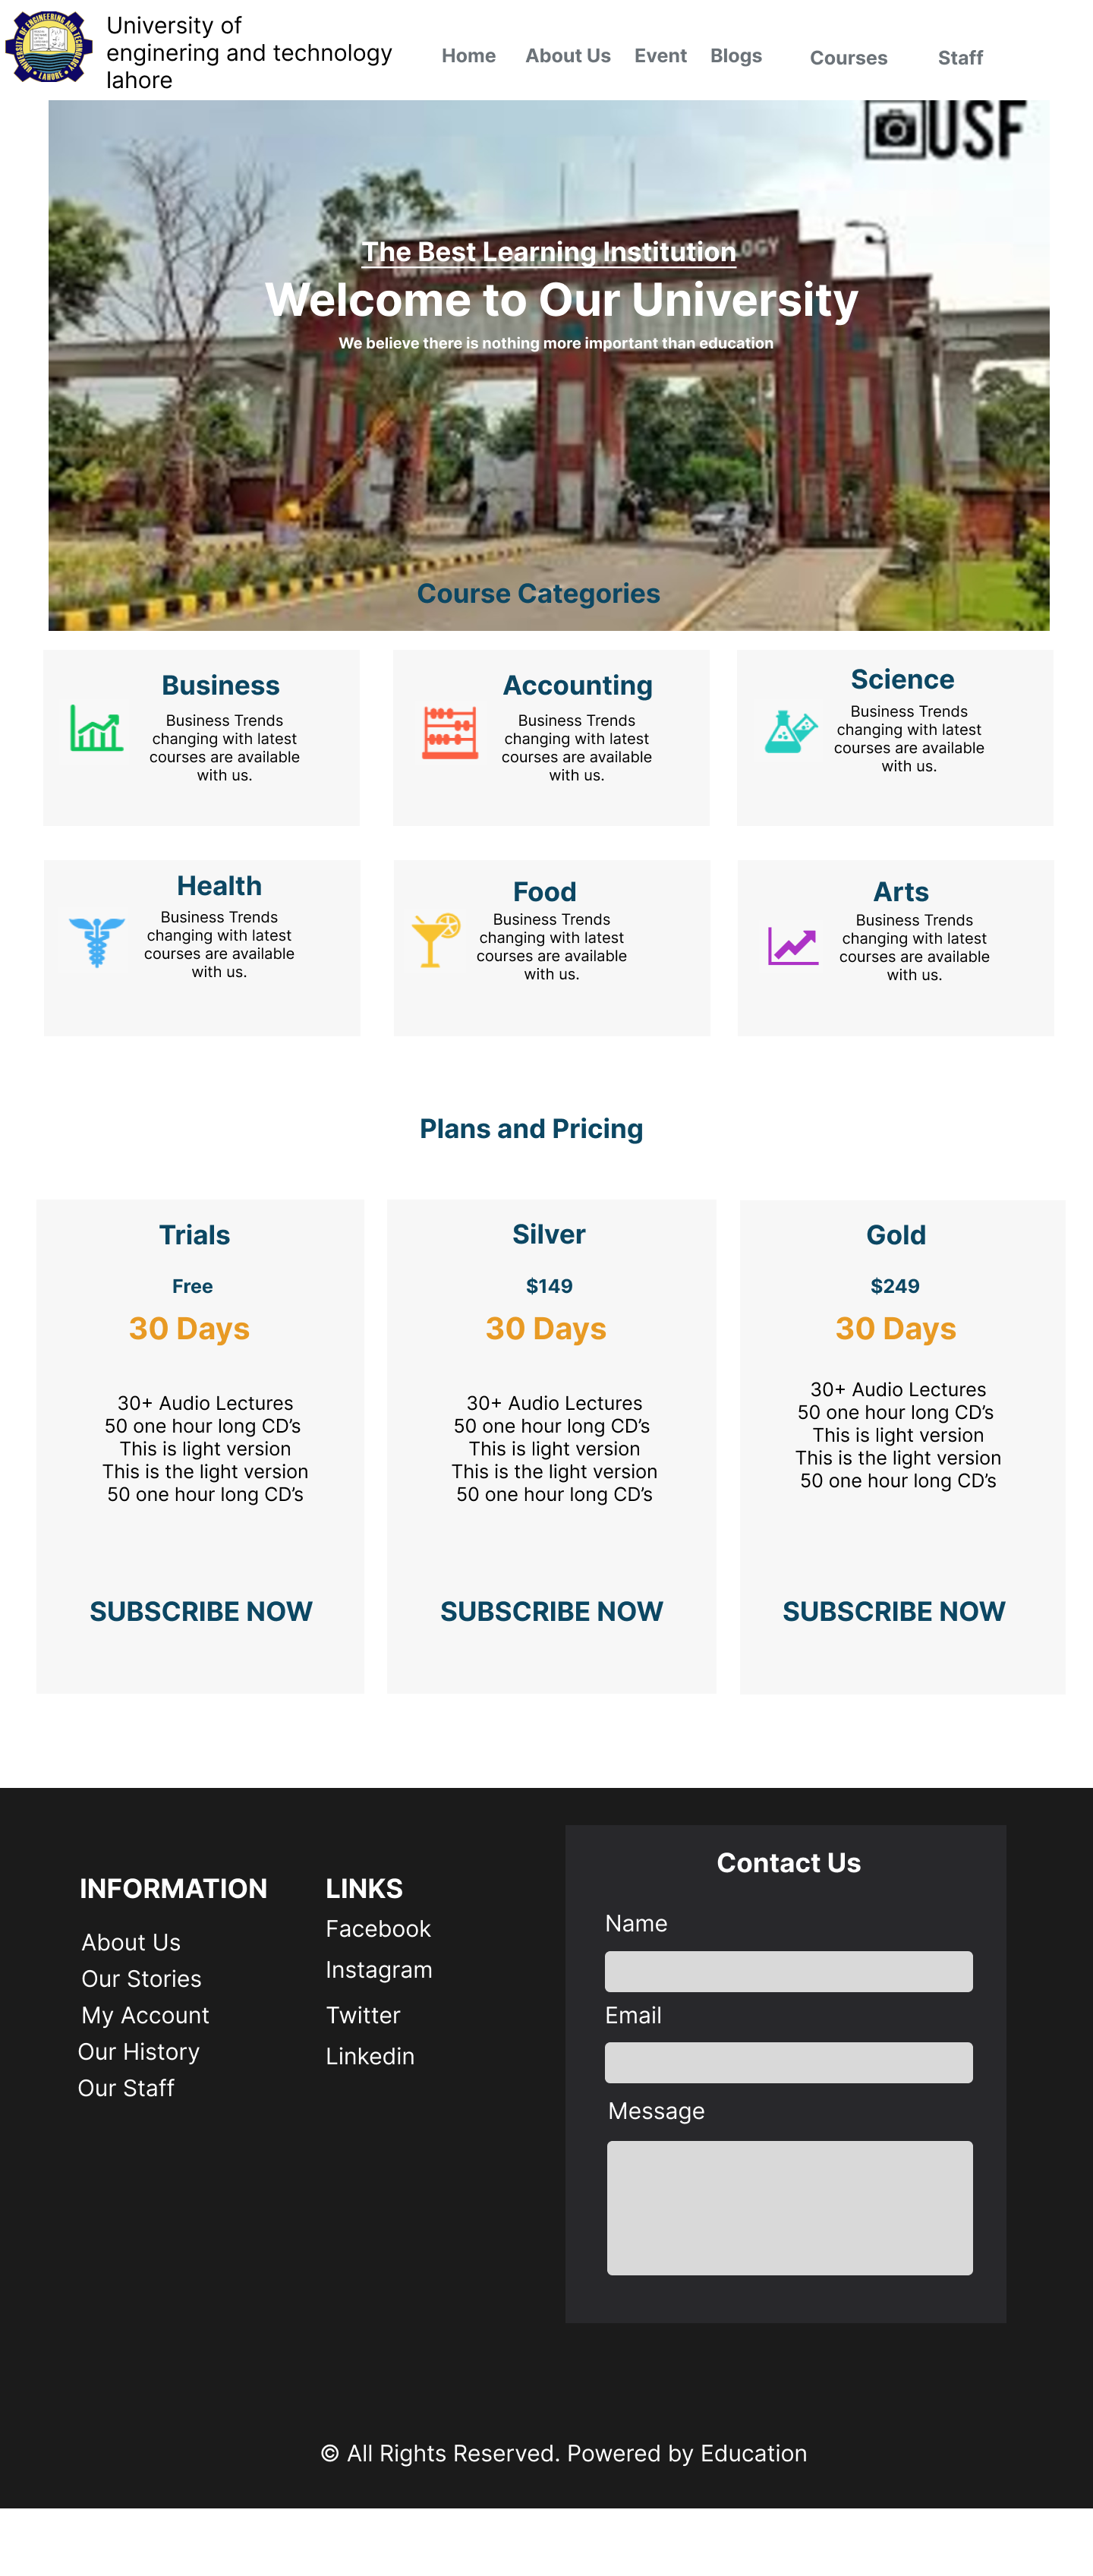 University of
enginering and technology
lahore
Home About Us Event Blogs Courses Staff
USF
The Best Learning Institution
Welcome to Our University
We believe there is nothing more important than education
Course Categories
Business
Business Trends
changing with latest
courses are available
with us.
Accounting
Business Trends
changing with latest
courses are available
with us.
Science
Business Trends
changing with latest
courses are available
with us.
Health
Business Trends
changing with latest
courses are available
with us.
Food
Business Trends
changing with latest
courses are available
with us.
Arts
Business Trends
changing with latest
courses are available
with us.
Plans and Pricing
Trials
Free
30 Days
30+ Audio Lectures
50 one hour long CD’s
This is light version
This is the light version
50 one hour long CD’s
SUBSCRIBE NOW
Silver
$149
30 Days
30+ Audio Lectures
50 one hour long CD’s
This is light version
This is the light version
50 one hour long CD’s
SUBSCRIBE NOW
Gold
$249
30 Days
30+ Audio Lectures
50 one hour long CD’s
This is light version
This is the light version
50 one hour long CD’s
SUBSCRIBE NOW
INFORMATION
About Us
Our Stories
My Account
Our History
Our Staff
LINKS
Facebook
Instagram
Twitter
Linkedin
Contact Us
Name
Email
Message
© All Rights Reserved. Powered by Education